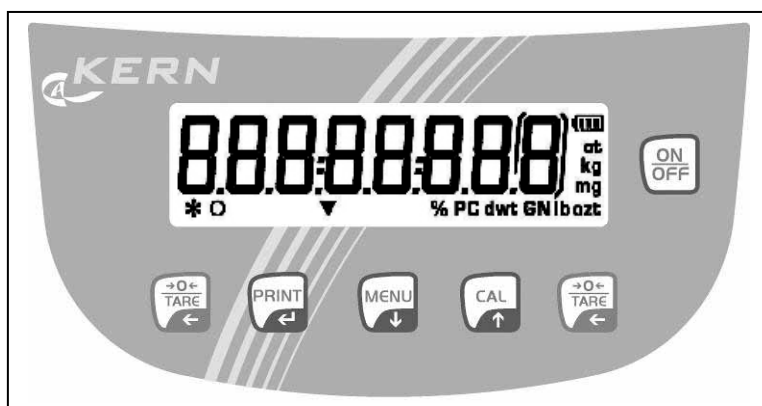 KERN
8.8.8:8.8:8.8.(8)
ct
kg
mg
* O ▼ % PC dwt GN lb ozt
ON
OFF
→0← TARE ←
PRINT ↵
MENU ↓
CAL ↑
→0← TARE ←